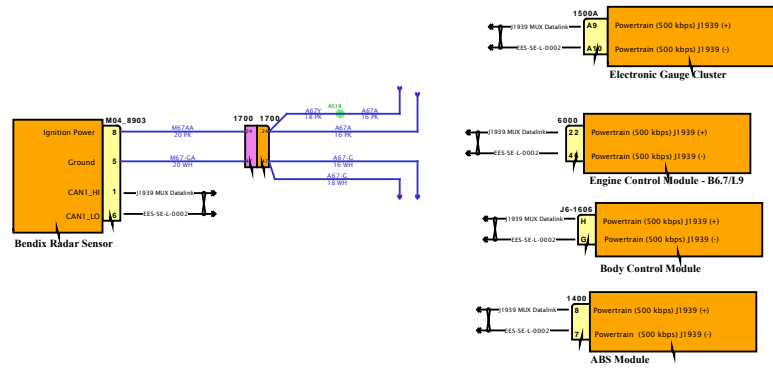 1500A
J1939 MUX Datalink
A9
Powertrain (500 kbps) J1939 (+)
EES-SE-L-0002
A10
Powertrain (500 kbps) J1939 (-)
Electronic Gauge Cluster
M04_8903
Ignition Power
8
M67AA
20 PK
Ground
5
M67-GA
20 WH
CAN1_HI
1
J1939 MUX Datalink
CAN1_LO
6
EES-SE-L-0002
Bendix Radar Sensor
1700
1700
24
24
A67Y
18 PK
AS19
A67A
16 PK
A67A
16 PK
A67-G
16 WH
A67-G
18 WH
6000
J1939 MUX Datalink
22
Powertrain (500 kbps) J1939 (+)
EES-SE-L-0002
46
Powertrain (500 kbps) J1939 (-)
Engine Control Module - B6.7/L9
J6-1606
J1939 MUX Datalink
H
Powertrain (500 kbps) J1939 (+)
EES-SE-L-0002
G
Powertrain (500 kbps) J1939 (-)
Body Control Module
1400
J1939 MUX Datalink
8
Powertrain (500 kbps) J1939 (+)
EES-SE-L-0002
7
Powertrain (500 kbps) J1939 (-)
ABS Module